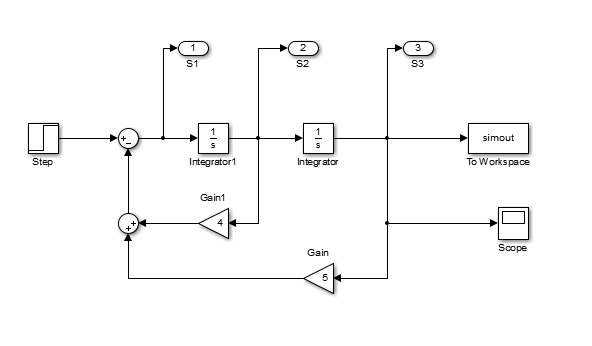 1
2
3
S1
S2
S3
+
−
1
s
1
s
simout
Step
Integrator1
Integrator
To Workspace
Gain1
+
+
4
Scope
Gain
5